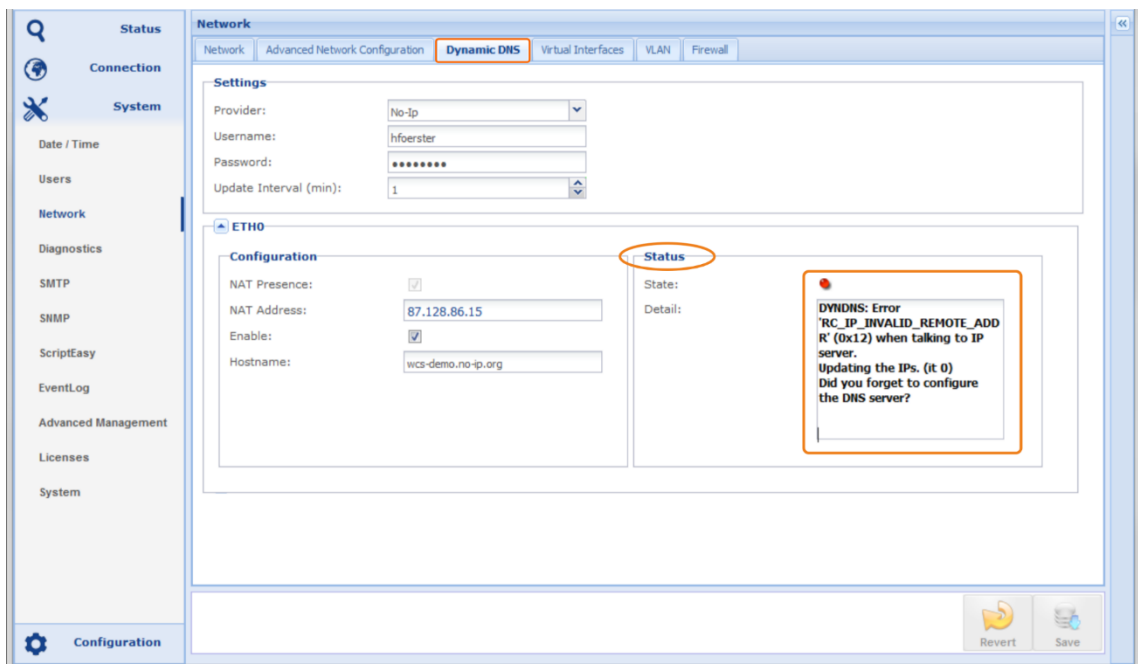 Status
Connection
System
Date / Time
Users
Network
Diagnostics
SMTP
SNMP
ScriptEasy
EventLog
Advanced Management
Licenses
System
Configuration
Network
Network Advanced Network Configuration Dynamic DNS Virtual Interfaces VLAN Firewall
Settings
Provider: No-Ip
Username: hfoerster
Password: ••••••••
Update Interval (min): 1
ETH0
Configuration
NAT Presence:
NAT Address: 87.128.86.15
Enable:
Hostname: wcs-demo.no-ip.org
Status
State:
Detail:
DYNDNS: Error
'RC_IP_INVALID_REMOTE_ADD
R' (0x12) when talking to IP
server.
Updating the IPs. (it 0)
Did you forget to configure
the DNS server?
Revert Save